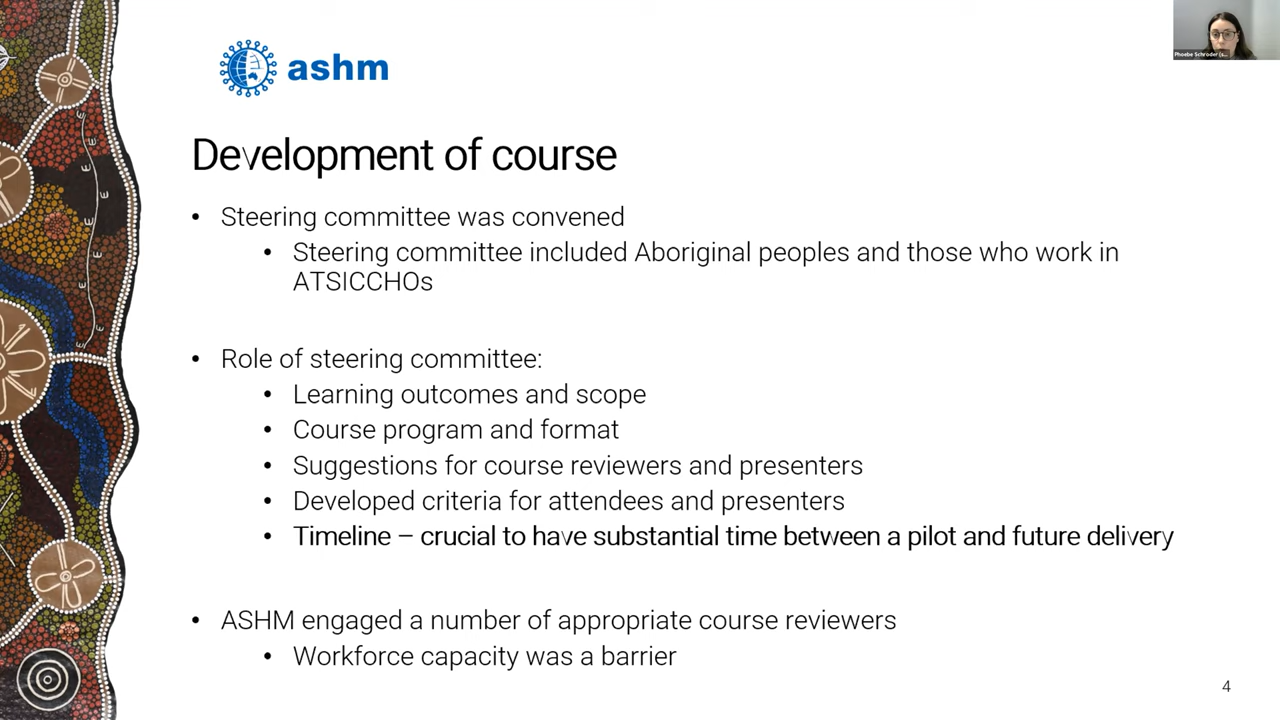 Phoebe Schroder (s...
ashm
Development of course
• Steering committee was convened
• Steering committee included Aboriginal peoples and those who work in
ATSICCHOs
• Role of steering committee:
• Learning outcomes and scope
• Course program and format
• Suggestions for course reviewers and presenters
• Developed criteria for attendees and presenters
• Timeline – crucial to have substantial time between a pilot and future delivery
• ASHM engaged a number of appropriate course reviewers
• Workforce capacity was a barrier
4